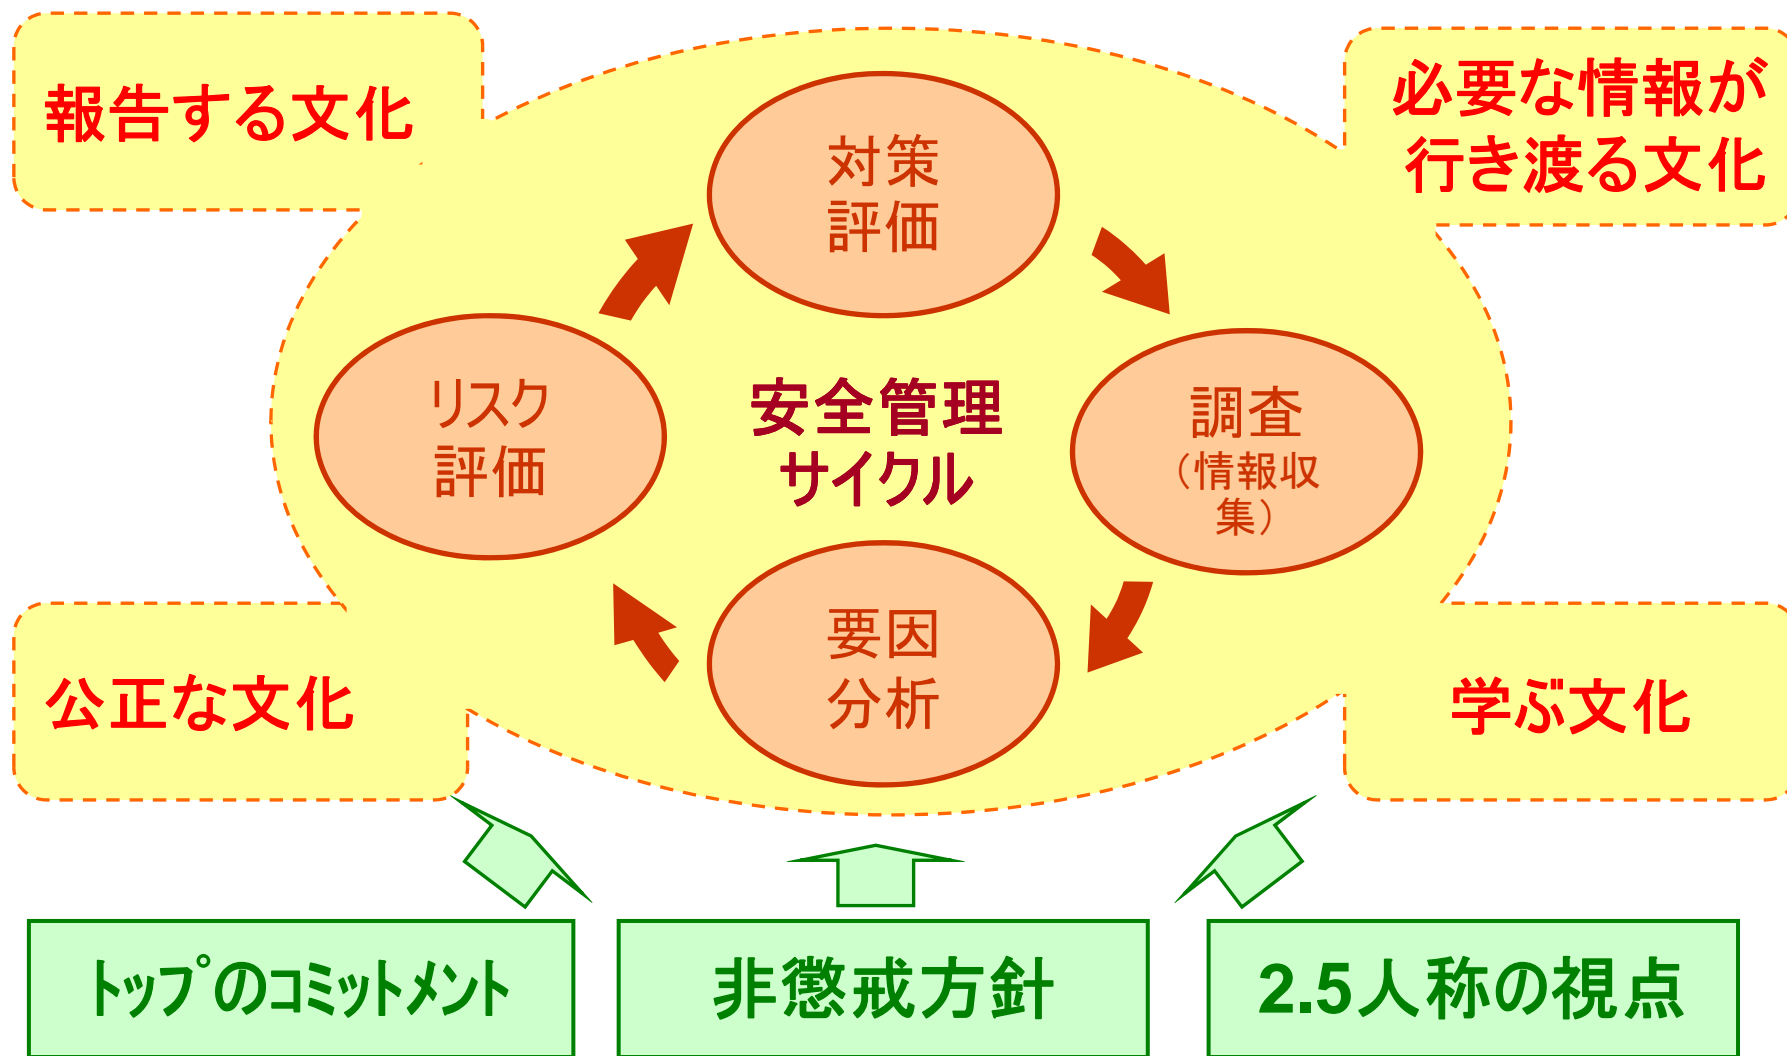 報告する文化
必要な情報が
行き渡る文化
対策
評価
リスク
評価
安全管理
サイクル
調査
（情報収
集）
要因
分析
公正な文化
学ぶ文化
トップのコミットメント
非懲戒方針
2.5人称の視点